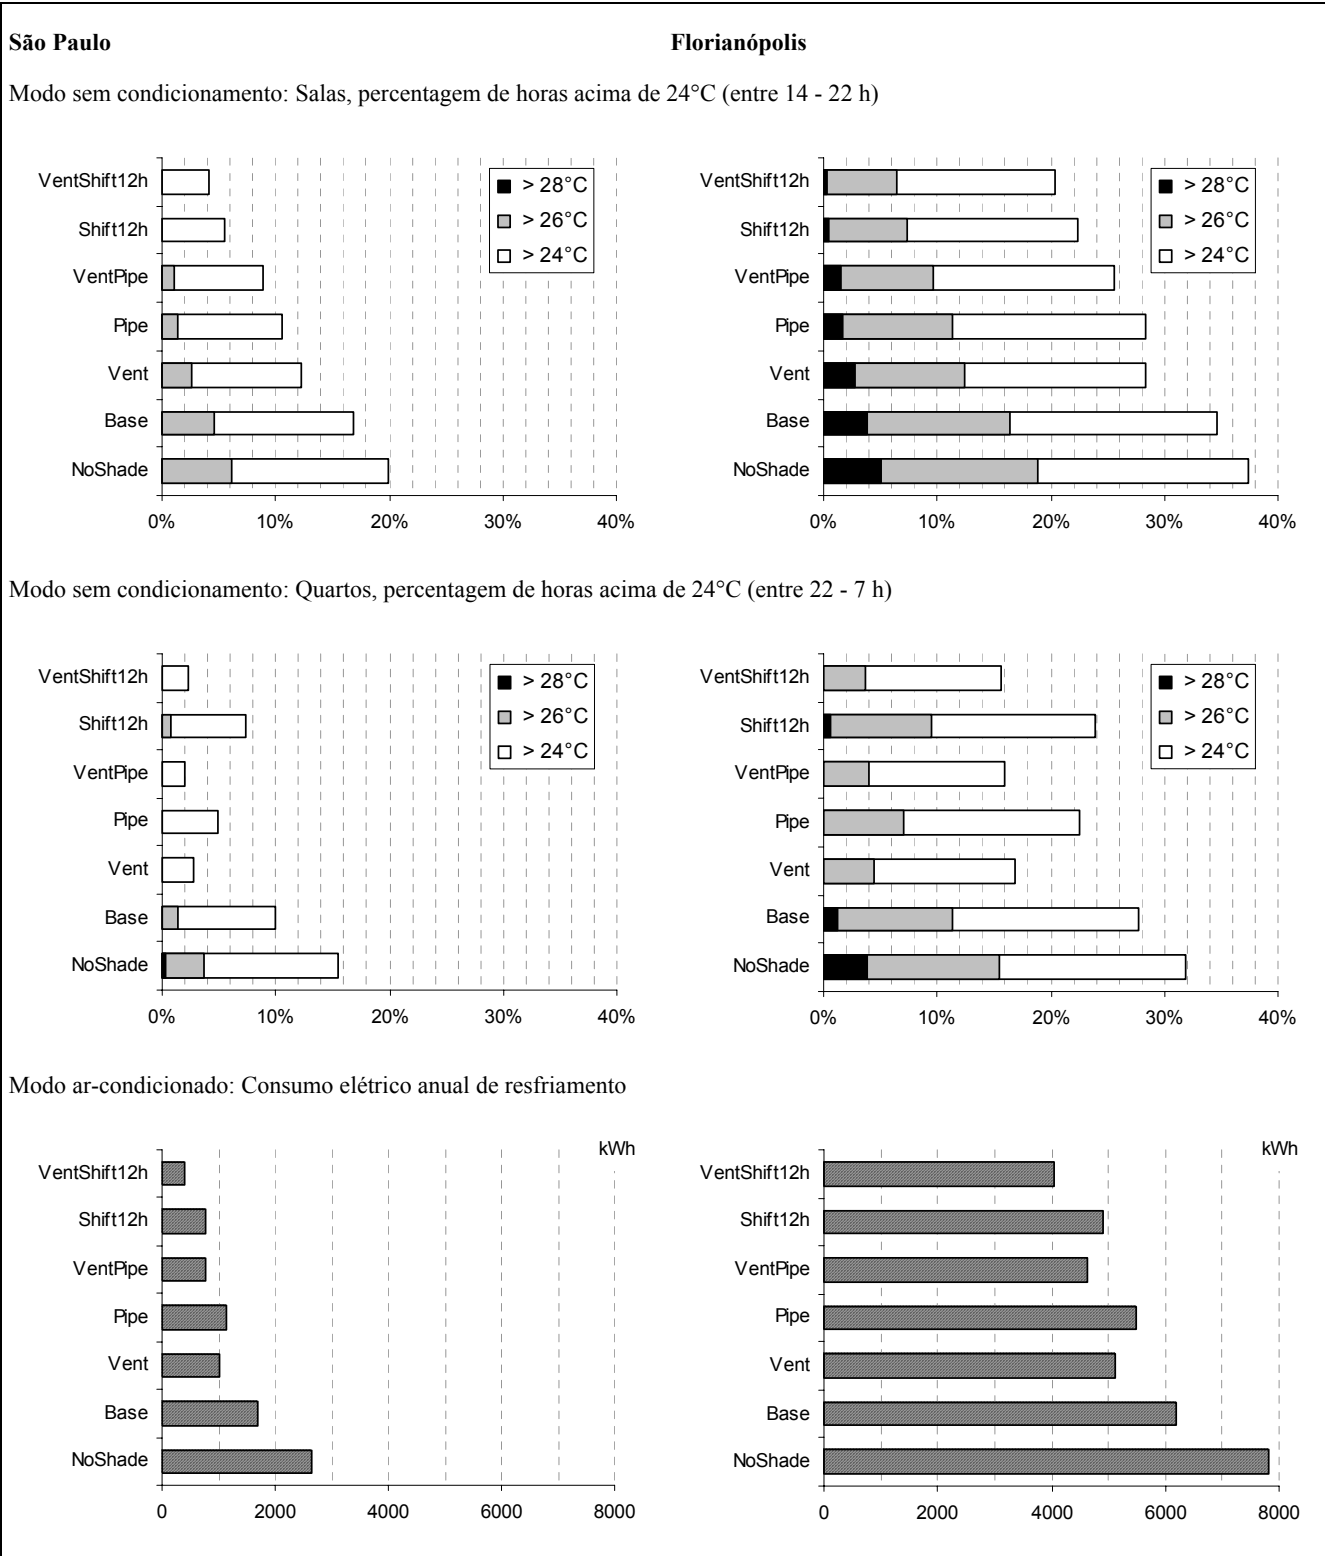 São Paulo
Florianópolis
Modo sem condicionamento: Salas, percentagem de horas acima de 24°C (entre 14 - 22 h)
VentShift12h
Shift12h
VentPipe
Pipe
Vent
Base
NoShade
0% 10% 20% 30% 40%
> 28°C
> 26°C
> 24°C
VentShift12h
Shift12h
VentPipe
Pipe
Vent
Base
NoShade
0% 10% 20% 30% 40%
> 28°C
> 26°C
> 24°C
Modo sem condicionamento: Quartos, percentagem de horas acima de 24°C (entre 22 - 7 h)
VentShift12h
Shift12h
VentPipe
Pipe
Vent
Base
NoShade
0% 10% 20% 30% 40%
> 28°C
> 26°C
> 24°C
VentShift12h
Shift12h
VentPipe
Pipe
Vent
Base
NoShade
0% 10% 20% 30% 40%
> 28°C
> 26°C
> 24°C
Modo ar-condicionado: Consumo elétrico anual de resfriamento
kWh
VentShift12h
Shift12h
VentPipe
Pipe
Vent
Base
NoShade
0 2000 4000 6000 8000
kWh
VentShift12h
Shift12h
VentPipe
Pipe
Vent
Base
NoShade
0 2000 4000 6000 8000